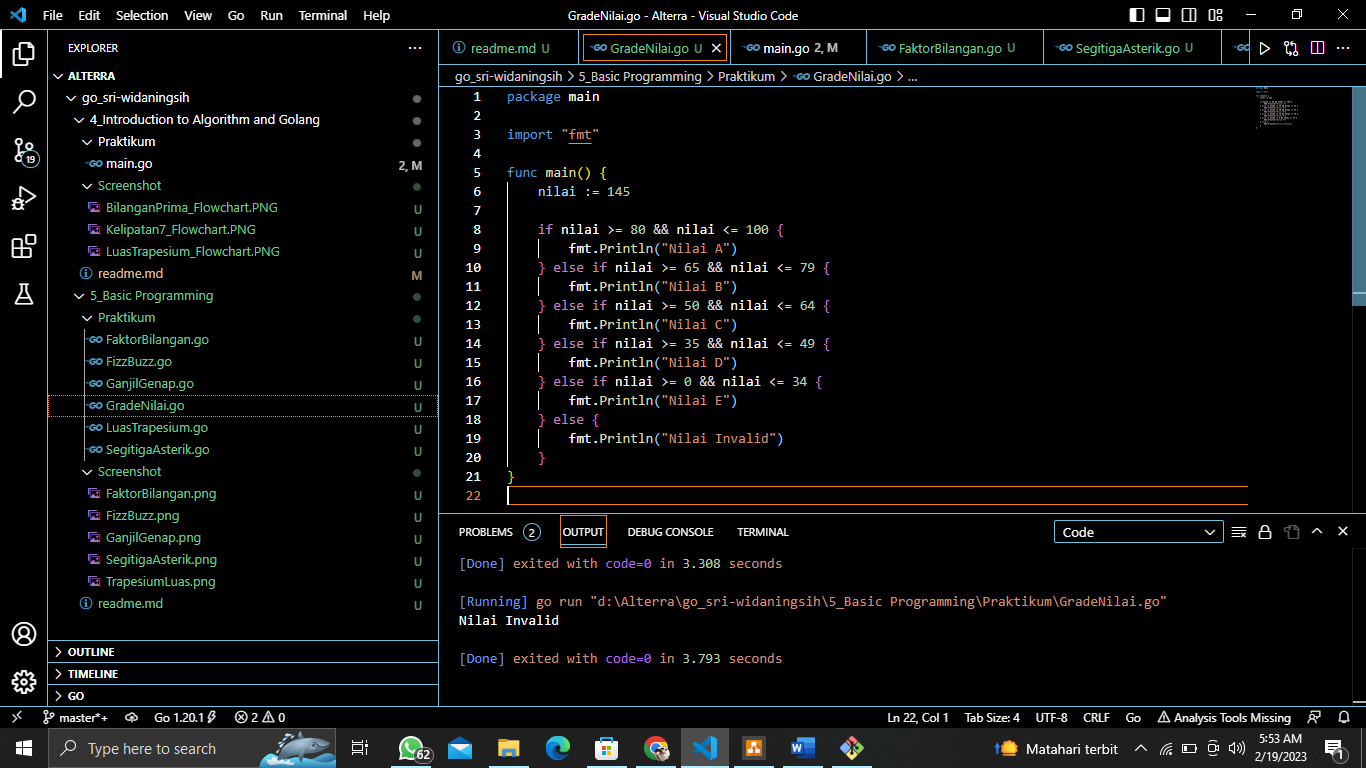 File Edit Selection View Go Run Terminal Help GradeNilai.go - Alterra - Visual Studio Code
EXPLORER
ALTERRA
go_sri-widaningsih
4_Introduction to Algorithm and Golang
Praktikum
main.go 2, M
Screenshot
BilanganPrima_Flowchart.PNG U
Kelipatan7_Flowchart.PNG U
LuasTrapesium_Flowchart.PNG U
readme.md M
5_Basic Programming
Praktikum
FaktorBilangan.go U
FizzBuzz.go U
GanjilGenap.go U
GradeNilai.go U
LuasTrapesium.go U
SegitigaAsterik.go U
Screenshot
FaktorBilangan.png U
FizzBuzz.png U
GanjilGenap.png U
SegitigaAsterik.png U
TrapesiumLuas.png U
readme.md U
OUTLINE
TIMELINE
GO
19
readme.md U GradeNilai.go U main.go 2, M FaktorBilangan.go U SegitigaAsterik.go U
go_sri-widaningsih > 5_Basic Programming > Praktikum > GradeNilai.go > ...
1 package main
2
3 import "fmt"
4
5 func main() {
6 nilai := 145
7
8 if nilai >= 80 && nilai <= 100 {
9 fmt.Println("Nilai A")
10 } else if nilai >= 65 && nilai <= 79 {
11 fmt.Println("Nilai B")
12 } else if nilai >= 50 && nilai <= 64 {
13 fmt.Println("Nilai C")
14 } else if nilai >= 35 && nilai <= 49 {
15 fmt.Println("Nilai D")
16 } else if nilai >= 0 && nilai <= 34 {
17 fmt.Println("Nilai E")
18 } else {
19 fmt.Println("Nilai Invalid")
20 }
21 }
22
PROBLEMS 2 OUTPUT DEBUG CONSOLE TERMINAL Code
[Done] exited with code=0 in 3.308 seconds
[Running] go run "d:\Alterra\go_sri-widaningsih\5_Basic Programming\Praktikum\GradeNilai.go"
Nilai Invalid
[Done] exited with code=0 in 3.793 seconds
master*+ Go 1.20.1 2 0 Ln 22, Col 1 Tab Size: 4 UTF-8 CRLF Go Analysis Tools Missing
Type here to search 62 Matahari terbit 5:53 AM
2/19/2023 1